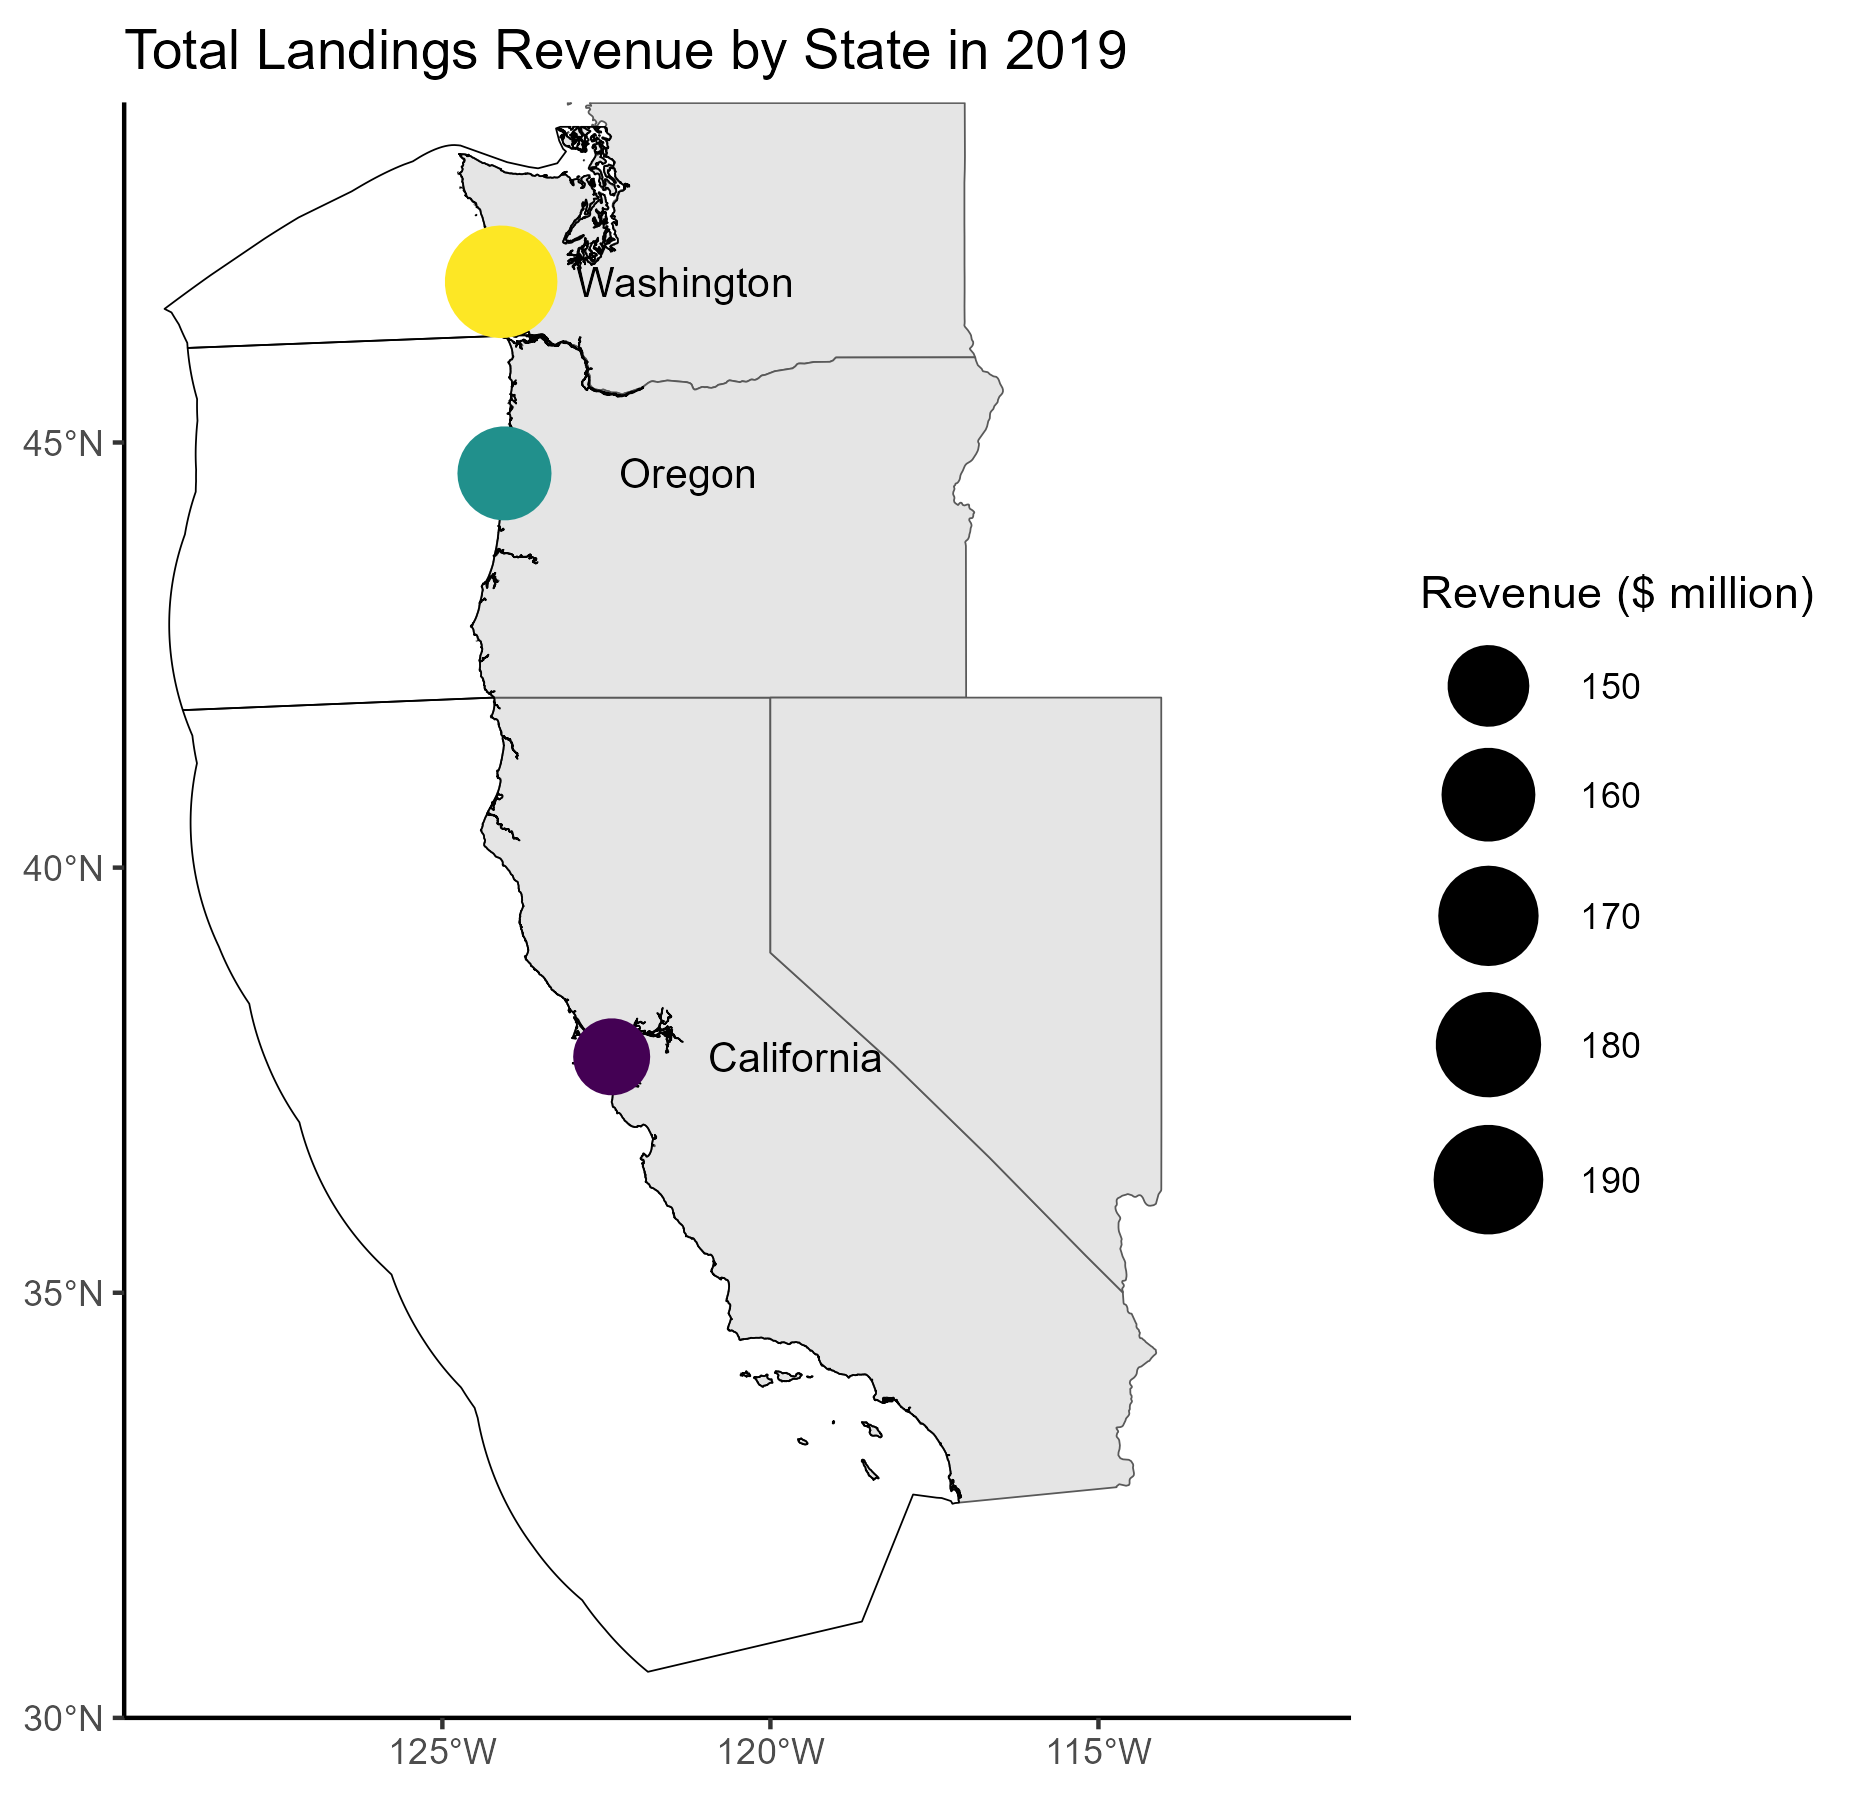 Total Landings Revenue by State in 2019
Washington
45°N
Oregon
Revenue ($ million)
150
160
40°N
170
California
180
190
35°N
30°N
125°W
120°W
115°W